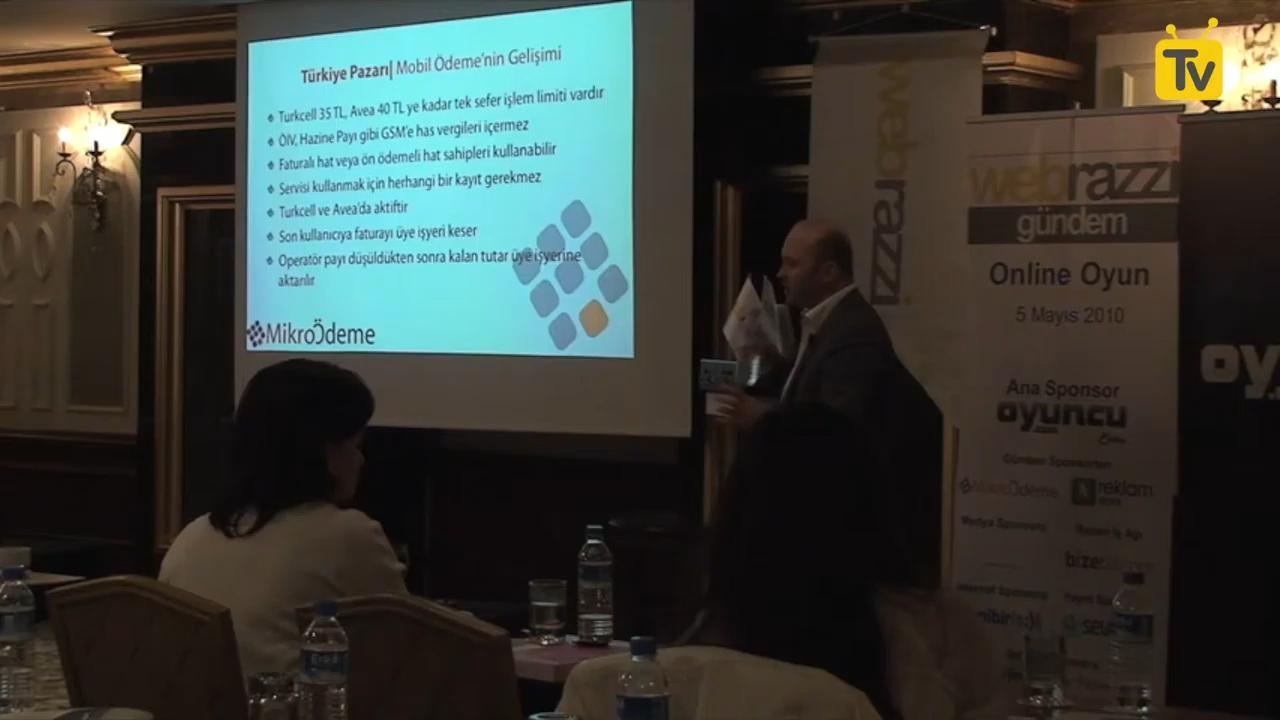 Türkiye Pazarı| Mobil Ödeme'nin Gelişimi
Turkcell 35 TL, Avea 40 TL ye kadar tek sefer işlem limiti vardır
ÖİV, Hazine Payı gibi GSM'e has vergileri içermez
Faturalı hat veya ön ödemeli hat sahipleri kullanabilir
Servisi kullanmak için herhangi bir kayıt gerekmez
Turkcell ve Avea'da aktiftir
Son kullanıcıya faturayı üye işyeri keser
Operatör payı düşüldükten sonra kalan tutar üye işyerine
aktarılır
MikroÖdeme
Tv
webrazzi
webrazzi
gündem
Online Oyun
5 Mayıs 2010
Ana Sponsor
oyuncu
.com
MikroÖdeme
reklam
Medya Sponsoru
oy